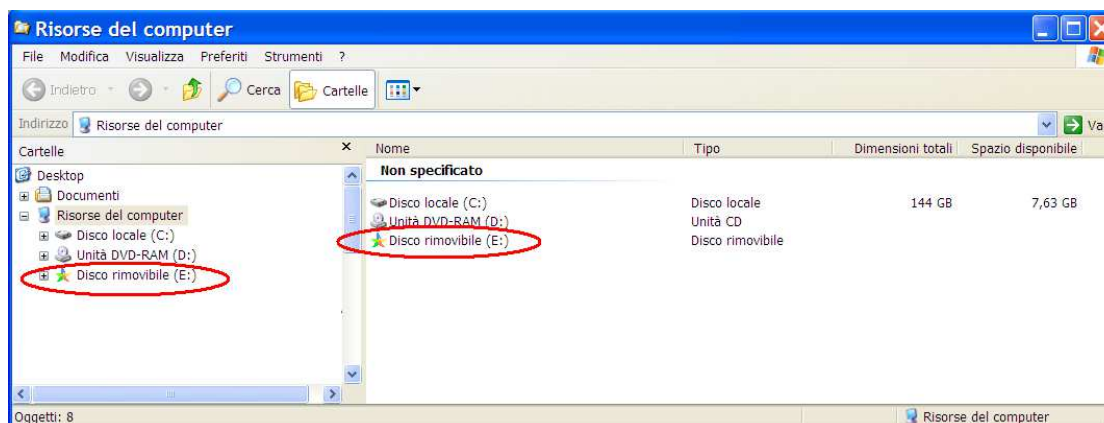 Risorse del computer
File Modifica Visualizza Preferiti Strumenti ?
Indietro Cerca Cartelle
Indirizzo Risorse del computer Va
Cartelle x Nome Tipo Dimensioni totali Spazio disponibile
Desktop
Documenti
Risorse del computer
Disco locale (C:)
Unità DVD-RAM (D:)
Disco rimovibile (E:)
Non specificato
Disco locale (C:) Disco locale 144 GB 7,63 GB
Unità DVD-RAM (D:) Unità CD
Disco rimovibile (E:) Disco rimovibile
Oggetti: 8 Risorse del computer